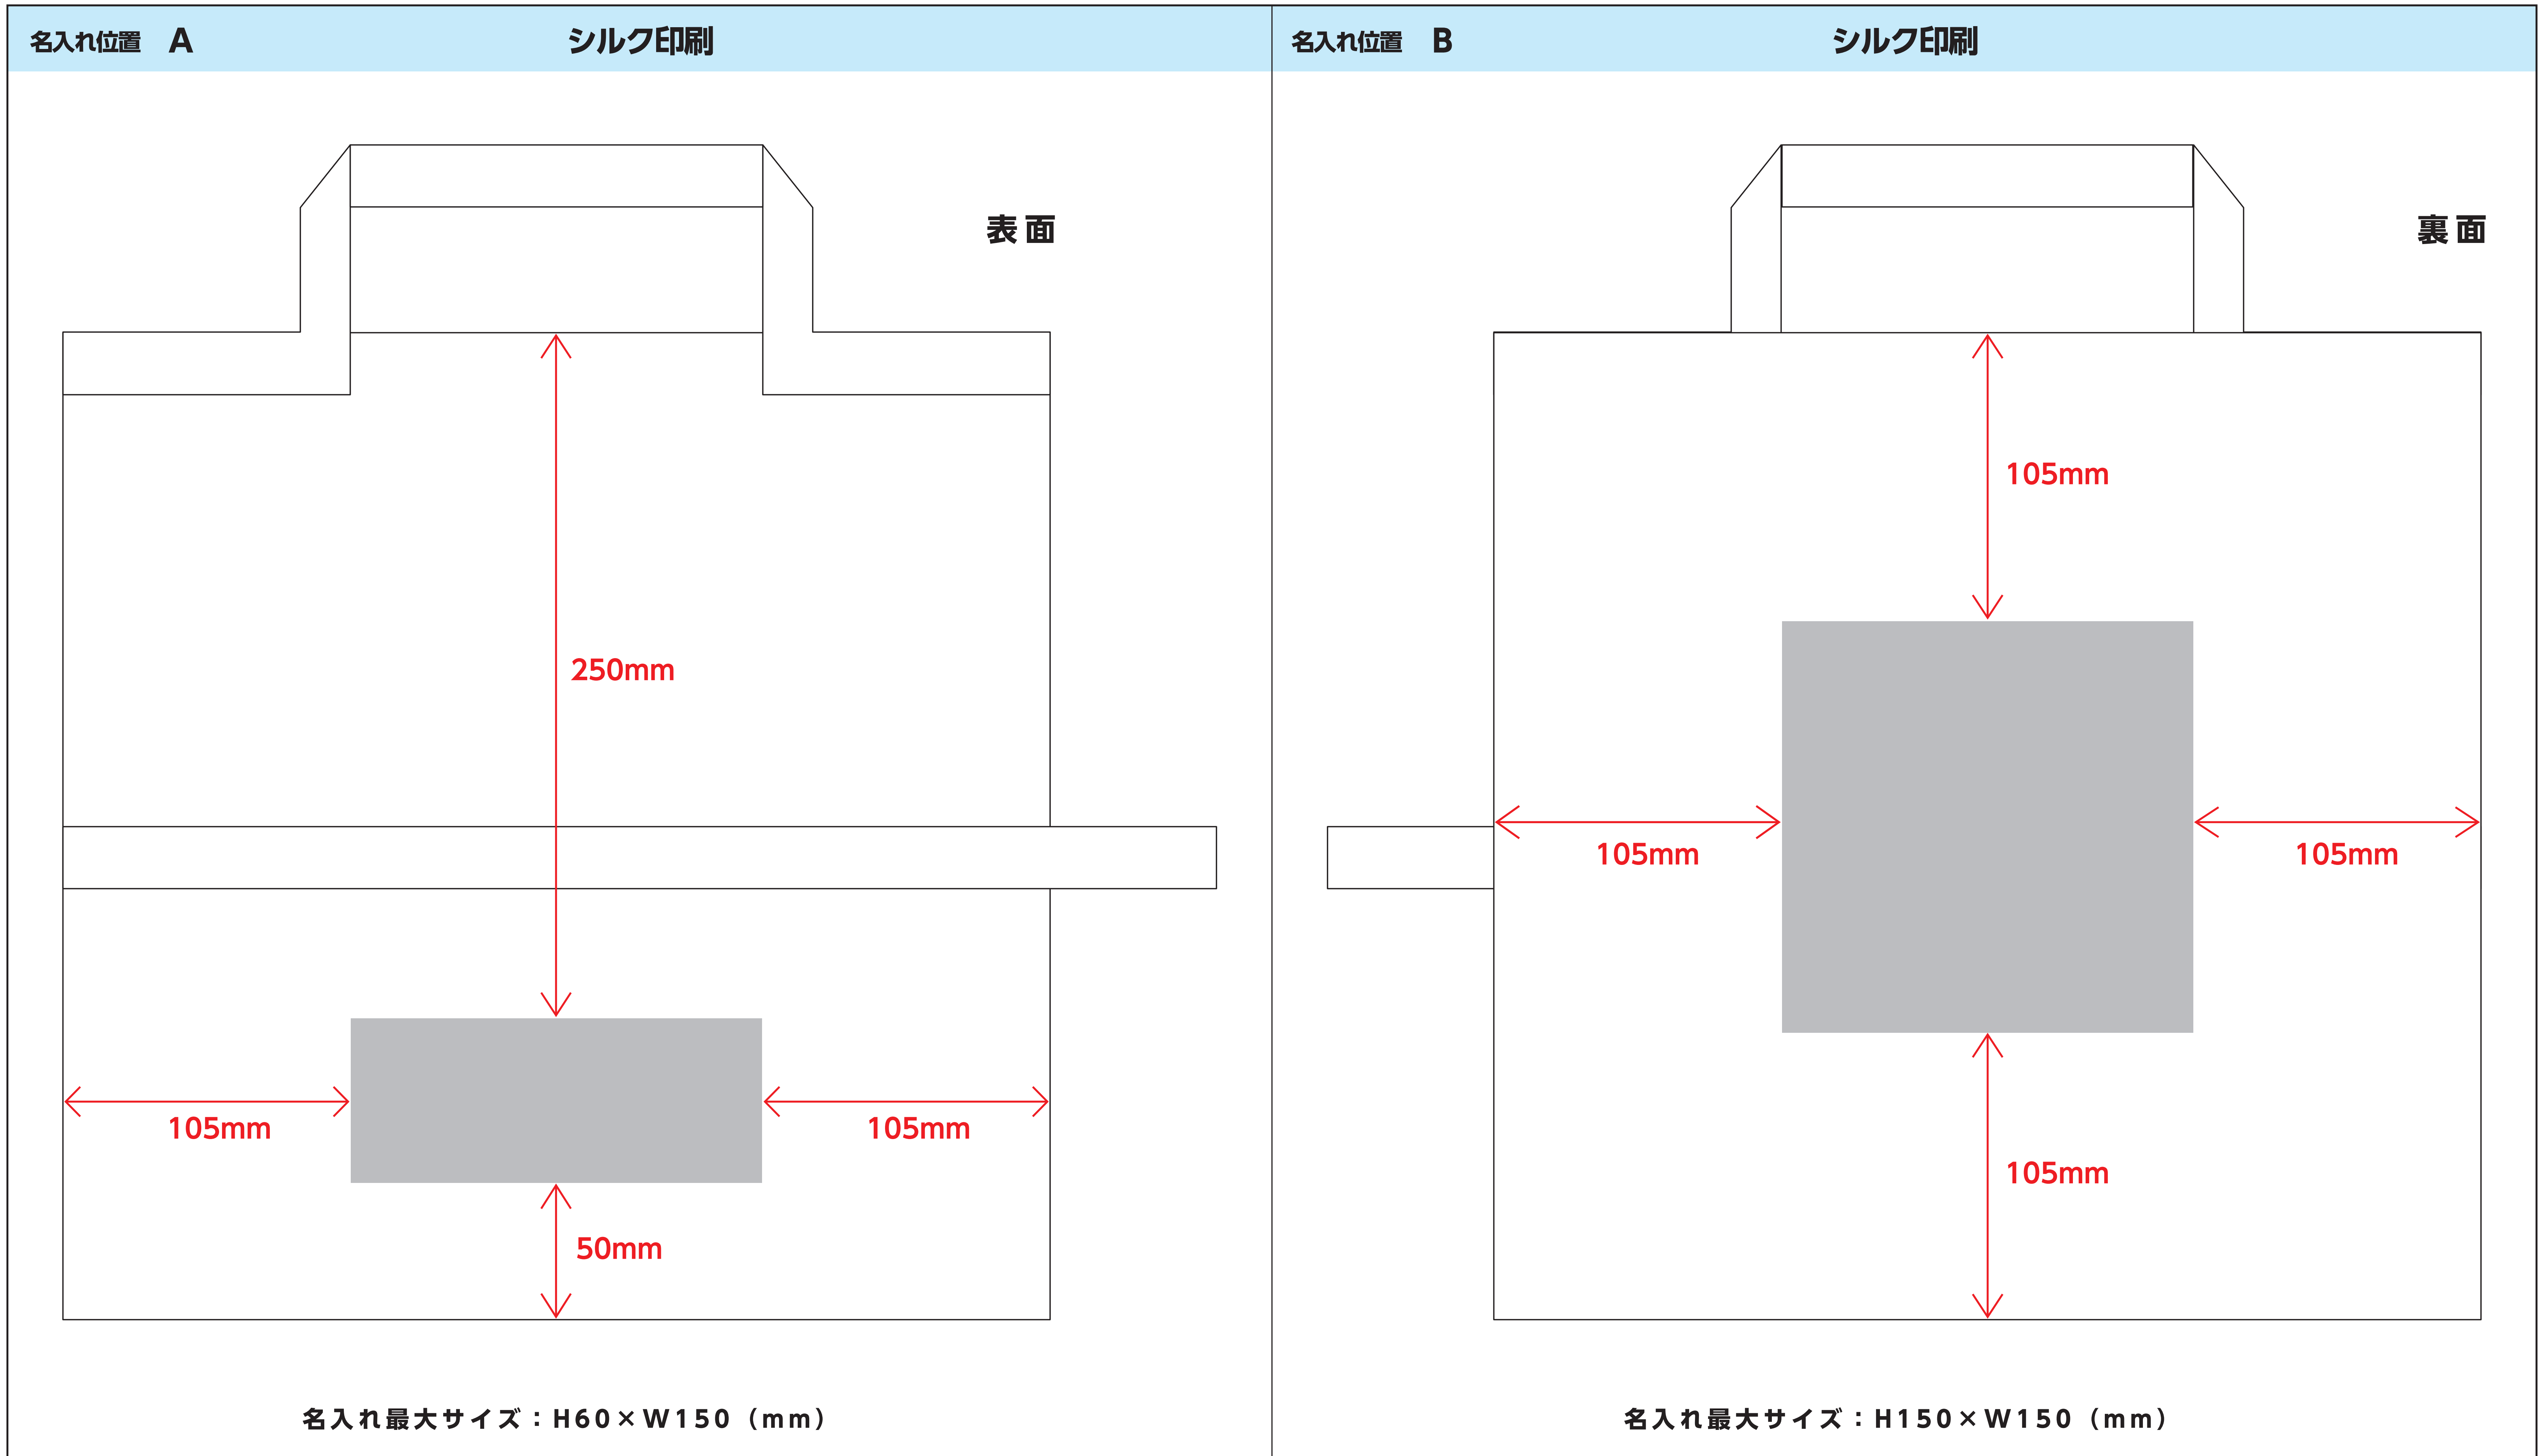 名入れ位置 A シルク印刷
表面
250mm
105mm
105mm
50mm
名入れ最大サイズ：H60×W150（mm）
名入れ位置 B シルク印刷
裏面
105mm
105mm
105mm
105mm
名入れ最大サイズ：H150×W150（mm）